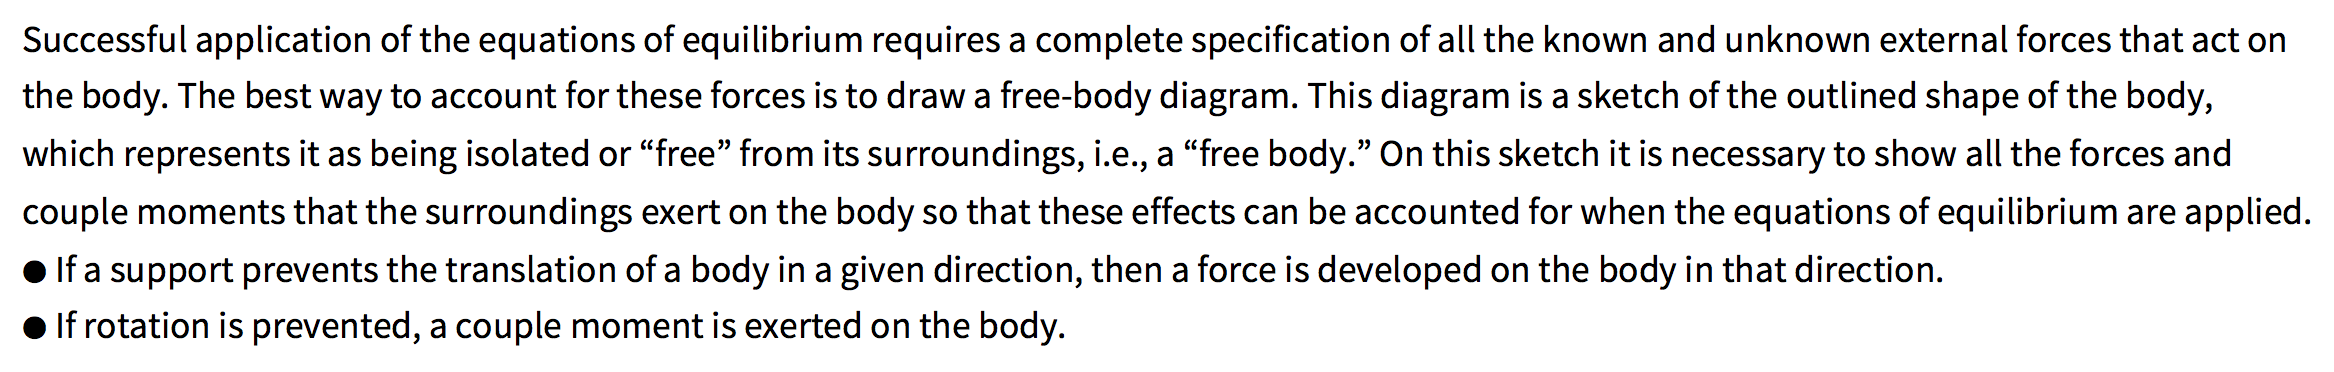 Successful application of the equations of equilibrium requires a complete specification of all the known and unknown external forces that act on
the body. The best way to account for these forces is to draw a free-body diagram. This diagram is a sketch of the outlined shape of the body,
which represents it as being isolated or “free” from its surroundings, i.e., a “free body.” On this sketch it is necessary to show all the forces and
couple moments that the surroundings exert on the body so that these effects can be accounted for when the equations of equilibrium are applied.
● If a support prevents the translation of a body in a given direction, then a force is developed on the body in that direction.
● If rotation is prevented, a couple moment is exerted on the body.